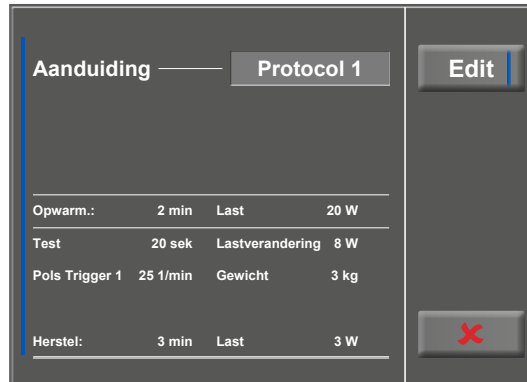 Aanduiding Protocol 1
Edit
Opwarm.: 2 min Last 20 W
Test 20 sek Lastverandering 8 W
Pols Trigger 1 25 1/min Gewicht 3 kg
Herstel: 3 min Last 3 W